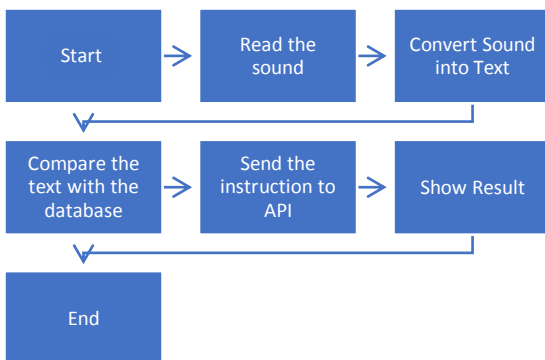 Start
Read the
sound
Convert Sound
into Text
Compare the
text with the
database
Send the
instruction to
API
Show Result
End